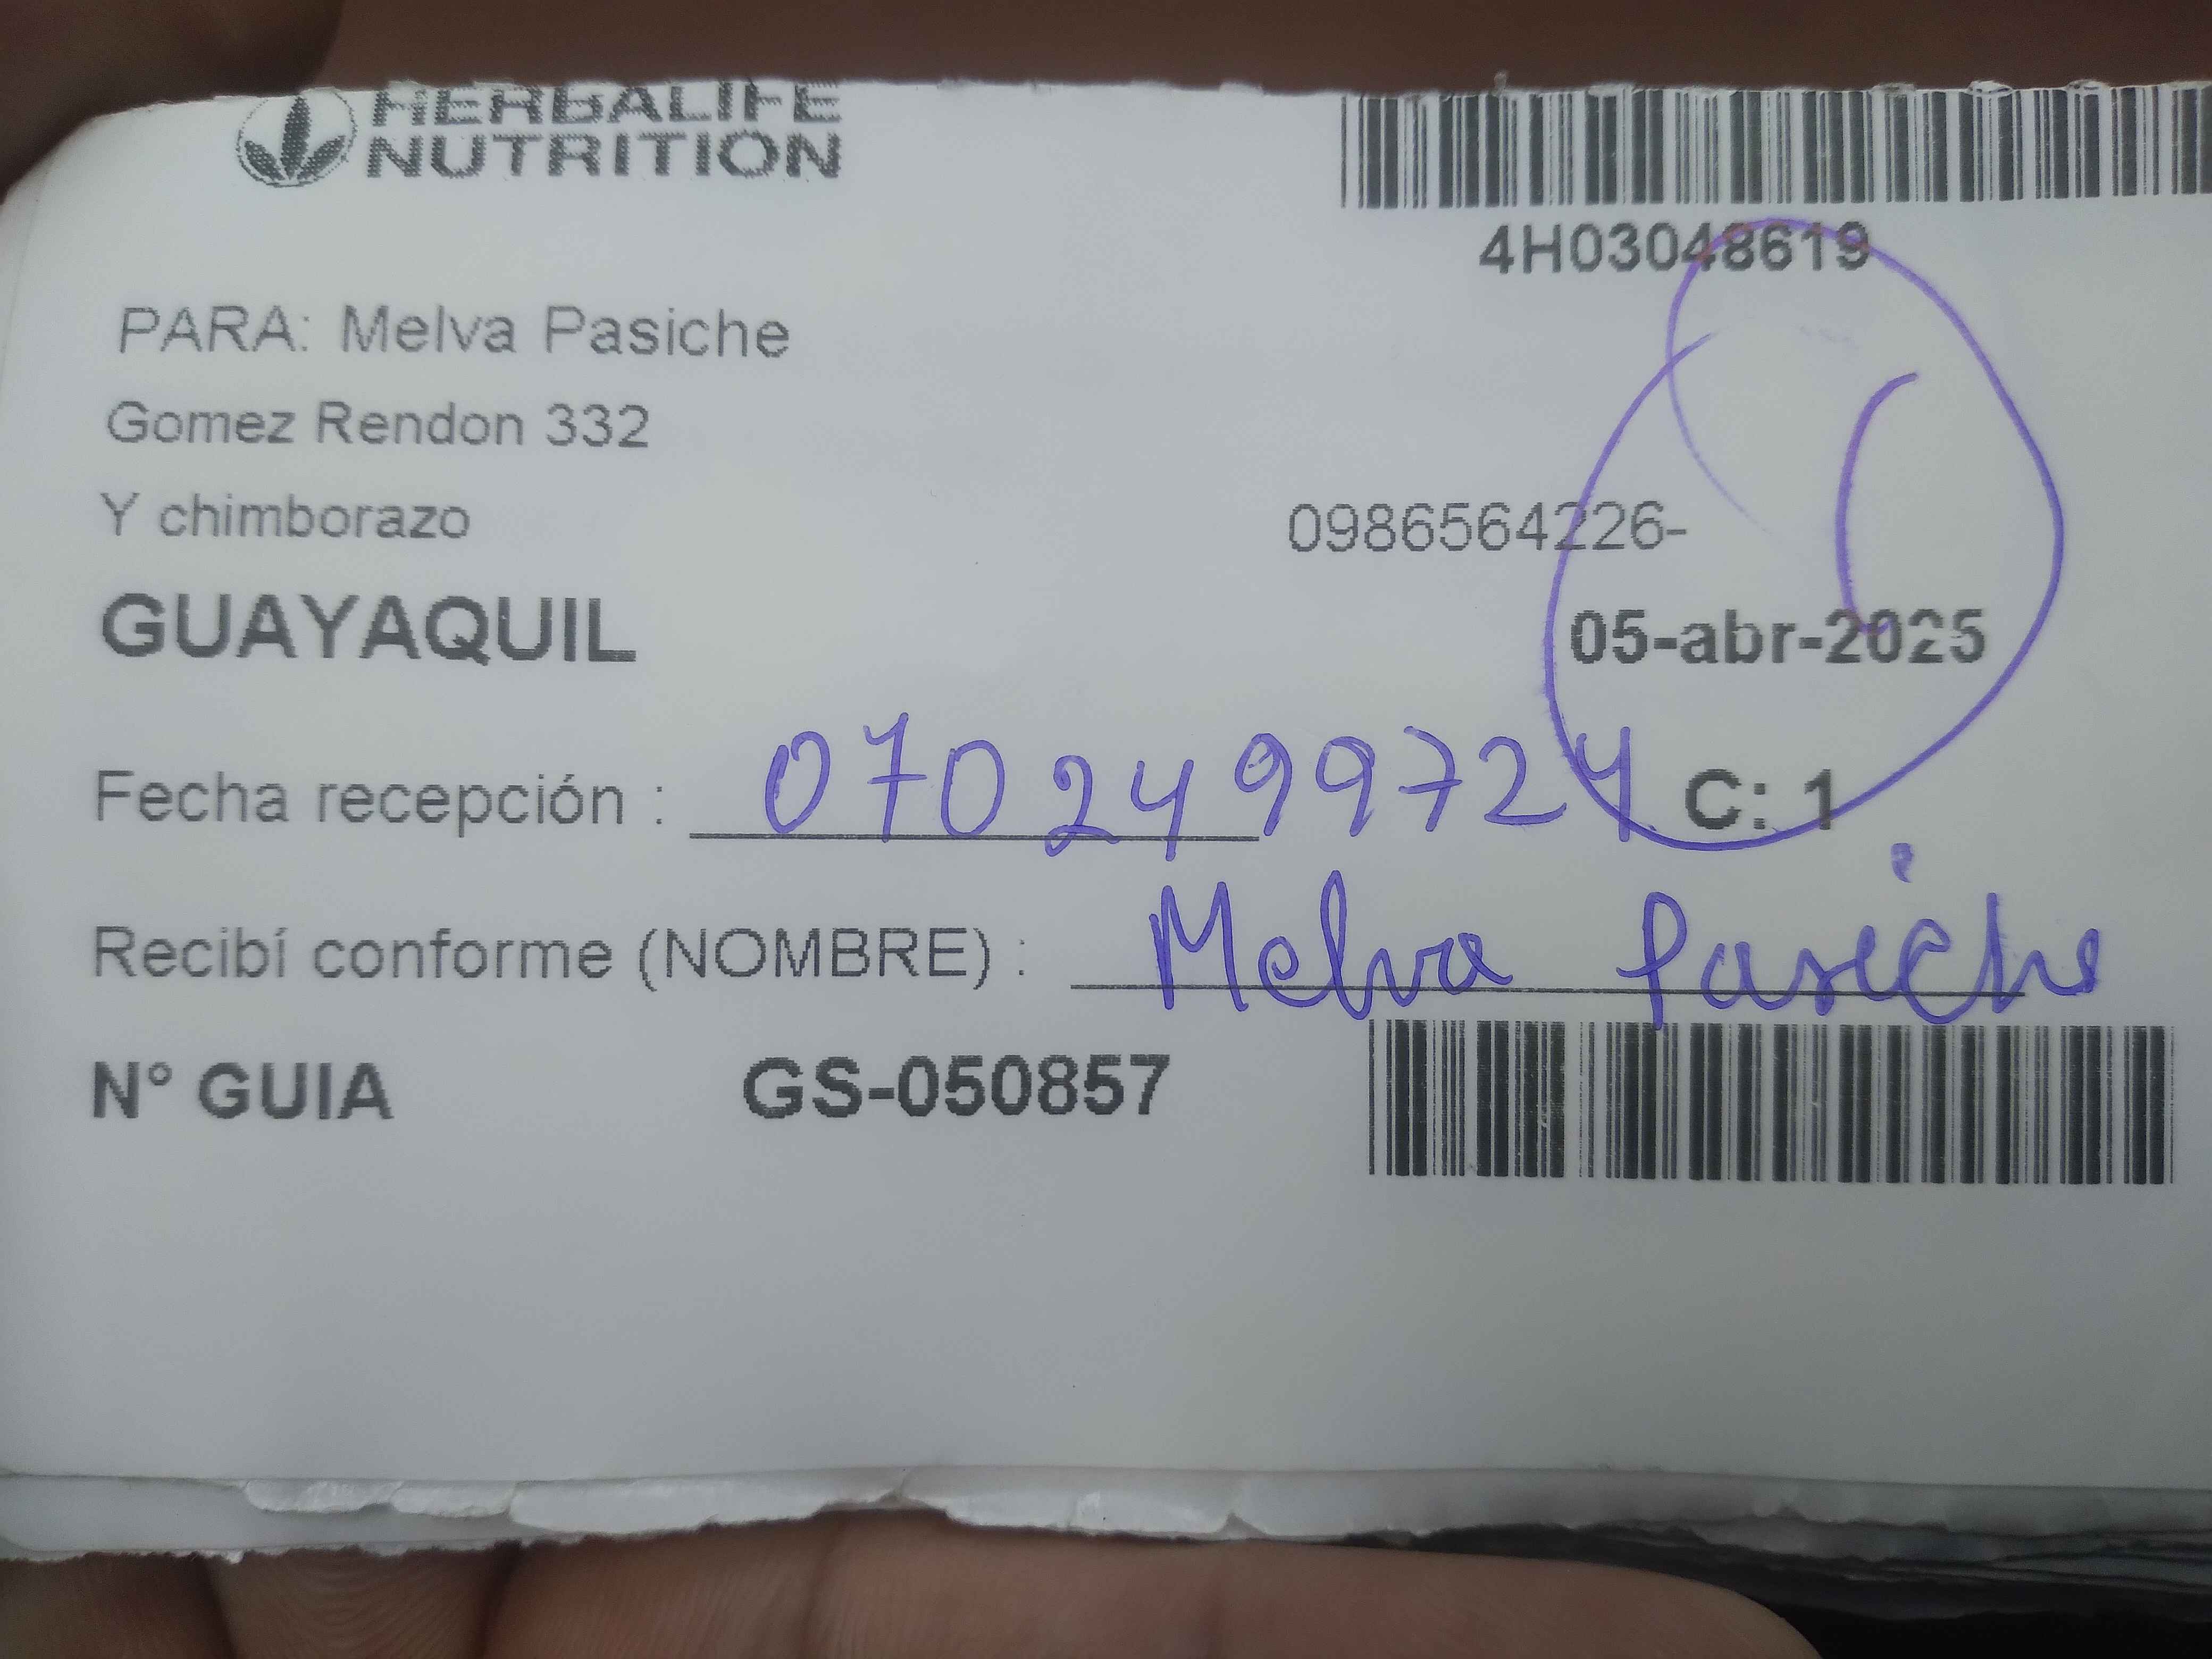 HERBALIFE
NUTRITION
4H03048619
PARA: Melva Pasiche
Gomez Rendon 332
Y chimborazo
0986564226-
GUAYAQUIL
05-abr-2025
Fecha recepción : 0702499724 C: 1
Recibí conforme (NOMBRE) : Melva Pasiche
N° GUIA GS-050857